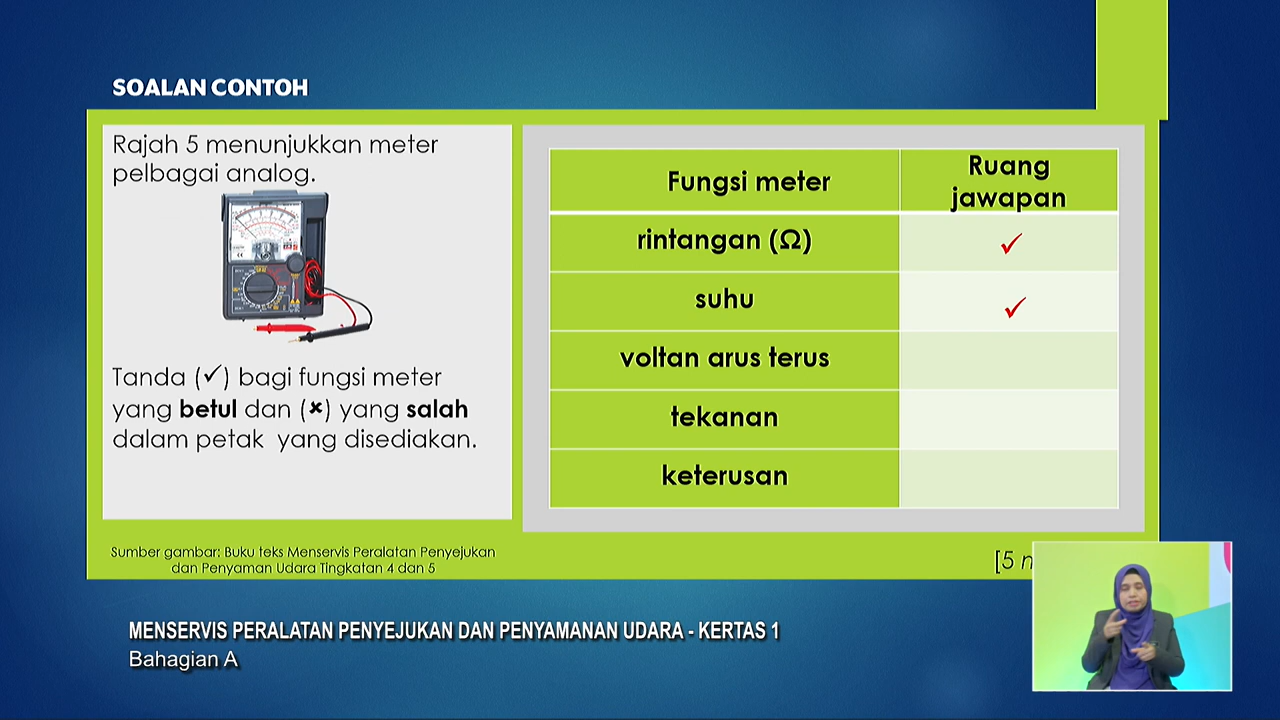 SOALAN CONTOH
Rajah 5 menunjukkan meter
pelbagai analog.
Tanda (✓) bagi fungsi meter
yang betul dan (✘) yang salah
dalam petak yang disediakan.
Sumber gambar: Buku teks Menservis Peralatan Penyejukan
dan Penyaman Udara Tingkatan 4 dan 5
Fungsi meter
Ruang
jawapan
rintangan (Ω)
✓
suhu
✓
voltan arus terus
tekanan
keterusan
[5
MENSERVIS PERALATAN PENYEJUKAN DAN PENYAMANAN UDARA - KERTAS 1
Bahagian A